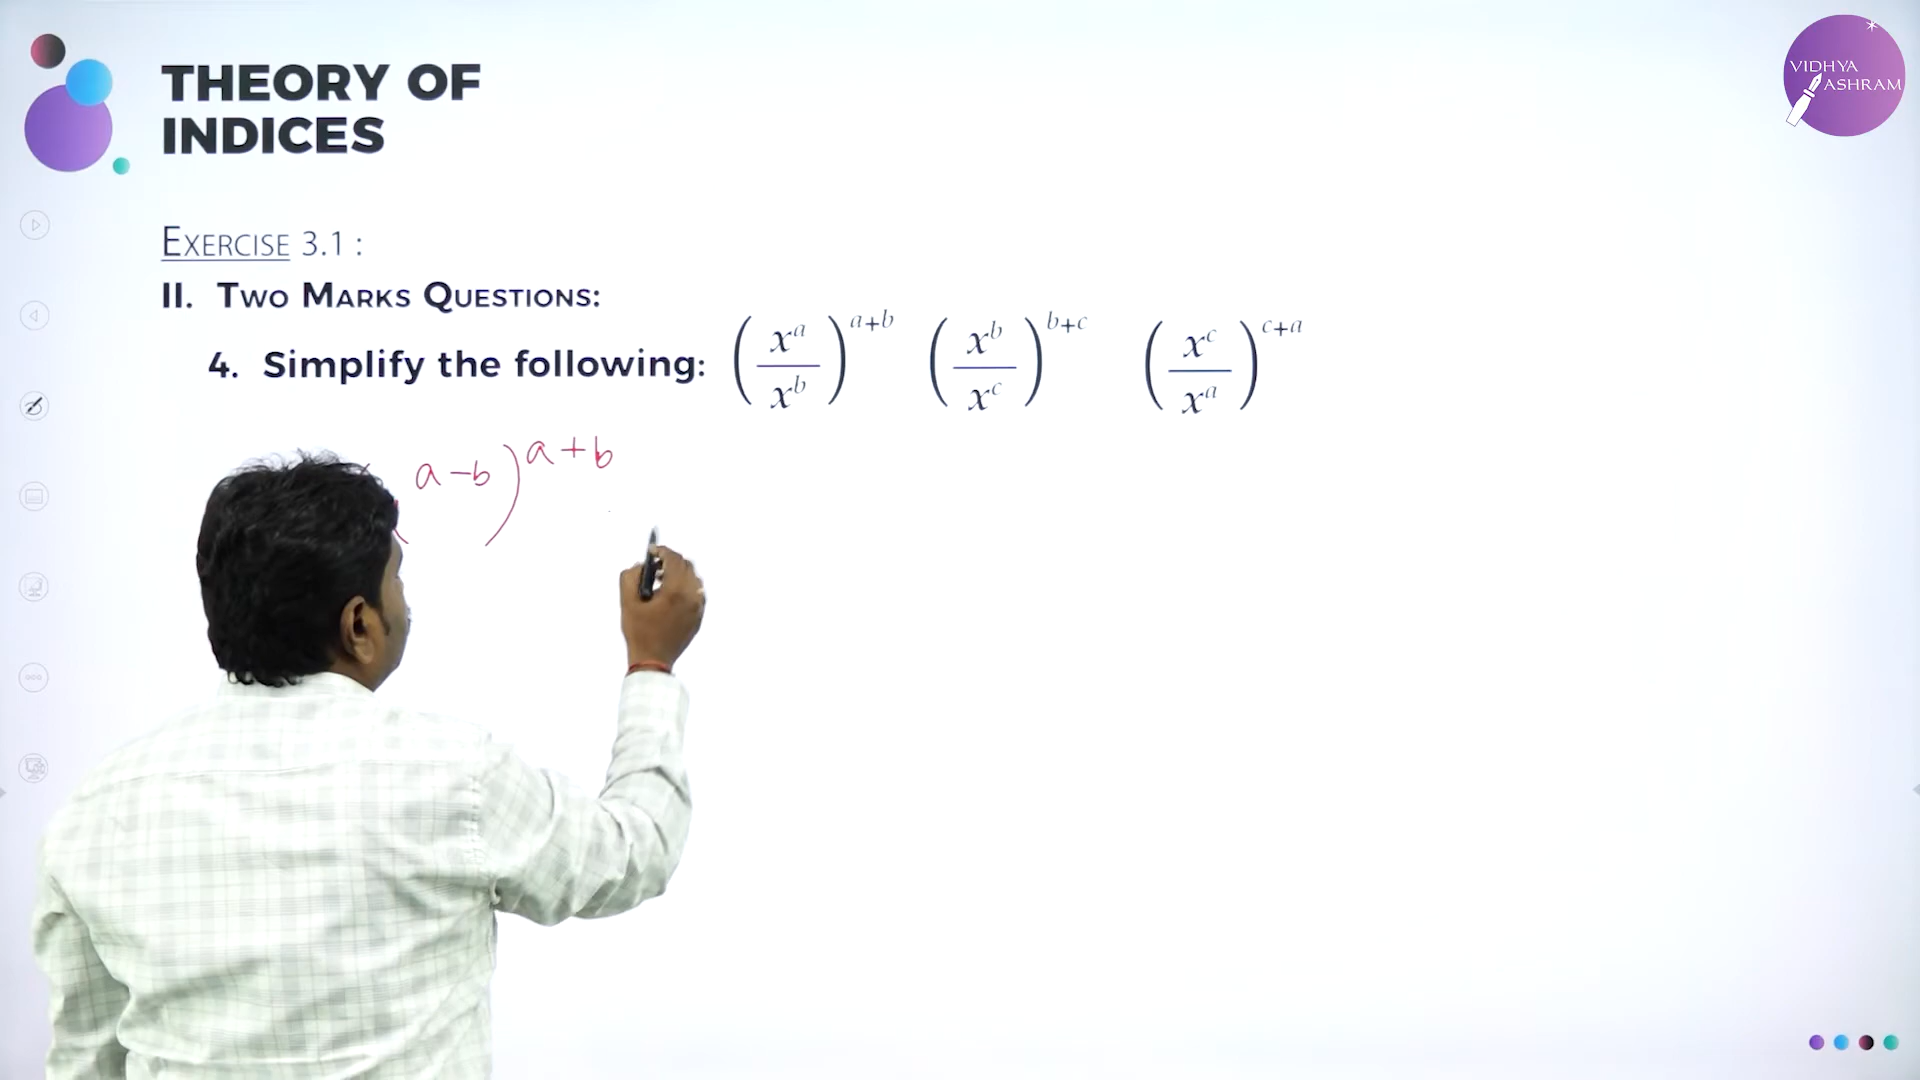 THEORY OF
INDICES
VIDHYA
ASHRAM
EXERCISE 3.1 :
II. TWO MARKS QUESTIONS:
4. Simplify the following: (x^a/x^b)^(a+b) (x^b/x^c)^(b+c) (x^c/x^a)^(c+a)
a-b)^(a+b)